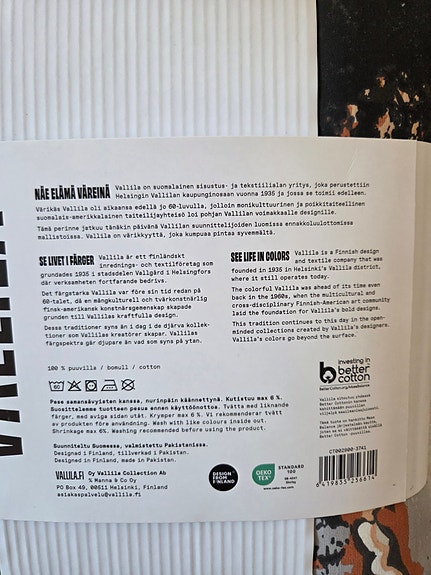 NÄE ELÄMÄ VÄREINÄ Vallila on suomalainen sisustus- ja tekstiilialan yritys, joka perustettiin
Helsingin Vallilan kaupunginosaan vuonna 1935 ja jossa se toimii edelleen.
Värikäs Vallila oli aikaansa edellä jo 60-luvulla, jolloin monikulttuurinen ja poikkitaiteellinen
suomalais-amerikkalainen taiteilijayhteisö loi pohjan Vallilan voimakkaalle designille.
Tämä perinne jatkuu tänäkin päivänä Vallilan suunnittelijoiden luomissa ennakkoluulottomissa
mallistoissa. Vallila on värikkyyttä, joka kumpuaa pintaa syvemmältä.
SE LIVET I FÄRGER Vallila är ett finländskt
inrednings- och textilföretag som
grundades 1935 i stadsdelen Vallgård i Helsingfors
där verksamheten fortfarande bedrivs.
Det färgstarka Vallila var före sin tid redan på
60-talet, då en mångkulturell och tvärkonstnärlig
finsk-amerikansk konstnärsgemenskap skapade
grunden till Vallilas kraftfulla design.
Dessa traditioner syns än i dag i de djärva kollek-
tioner som Vallilas kreatörer skapar. Vallilas
färgspektra går djupare än vad som syns på ytan.
SEE LIFE IN COLORS Vallila is a Finnish design
and textile company that was
founded in 1935 in Helsinki's Vallila district,
where it still operates today.
The colorful Vallila was ahead of its time even
back in the 1960s, when the multicultural and
cross-disciplinary Finnish-American art community
laid the foundation for Vallila's bold designs.
This tradition continues to this day in the open-
minded collections created by Vallila's designers.
Vallila's colors go beyond the surface.
100 % puuvilla / bomull / cotton
Pese samansävyisten kanssa, nurinpäin käännettynä. Kutistuu max 6 %.
Suosittelemme tuotteen pesua ennen käyttöönottoa. Tvätta med liknande
färger, med aviga sidan utåt. Krymper max 6 %. Vi rekommenderar tvätt
av produkten före användning. Wash with like colours inside out.
Shrinkage max 6%. Washing recommended before using the product.
Suunniteltu Suomessa, valmistettu Pakistanissa.
Designad i Finland, tillverkad i Pakistan.
Designed in Finland, made in Pakistan.
VALLILA.FI Oy Vallila Collection Ab
% Manna & Co Oy
PO Box 49, 00511 Helsinki, Finland
asiakaspalvelu@vallila.fi
DESIGN
FROM
FINLAND
OEKO
TEX®
STANDARD
100
www.oeko-tex.com
investing in
better
cotton
CT002000-3741
6 419835 236614